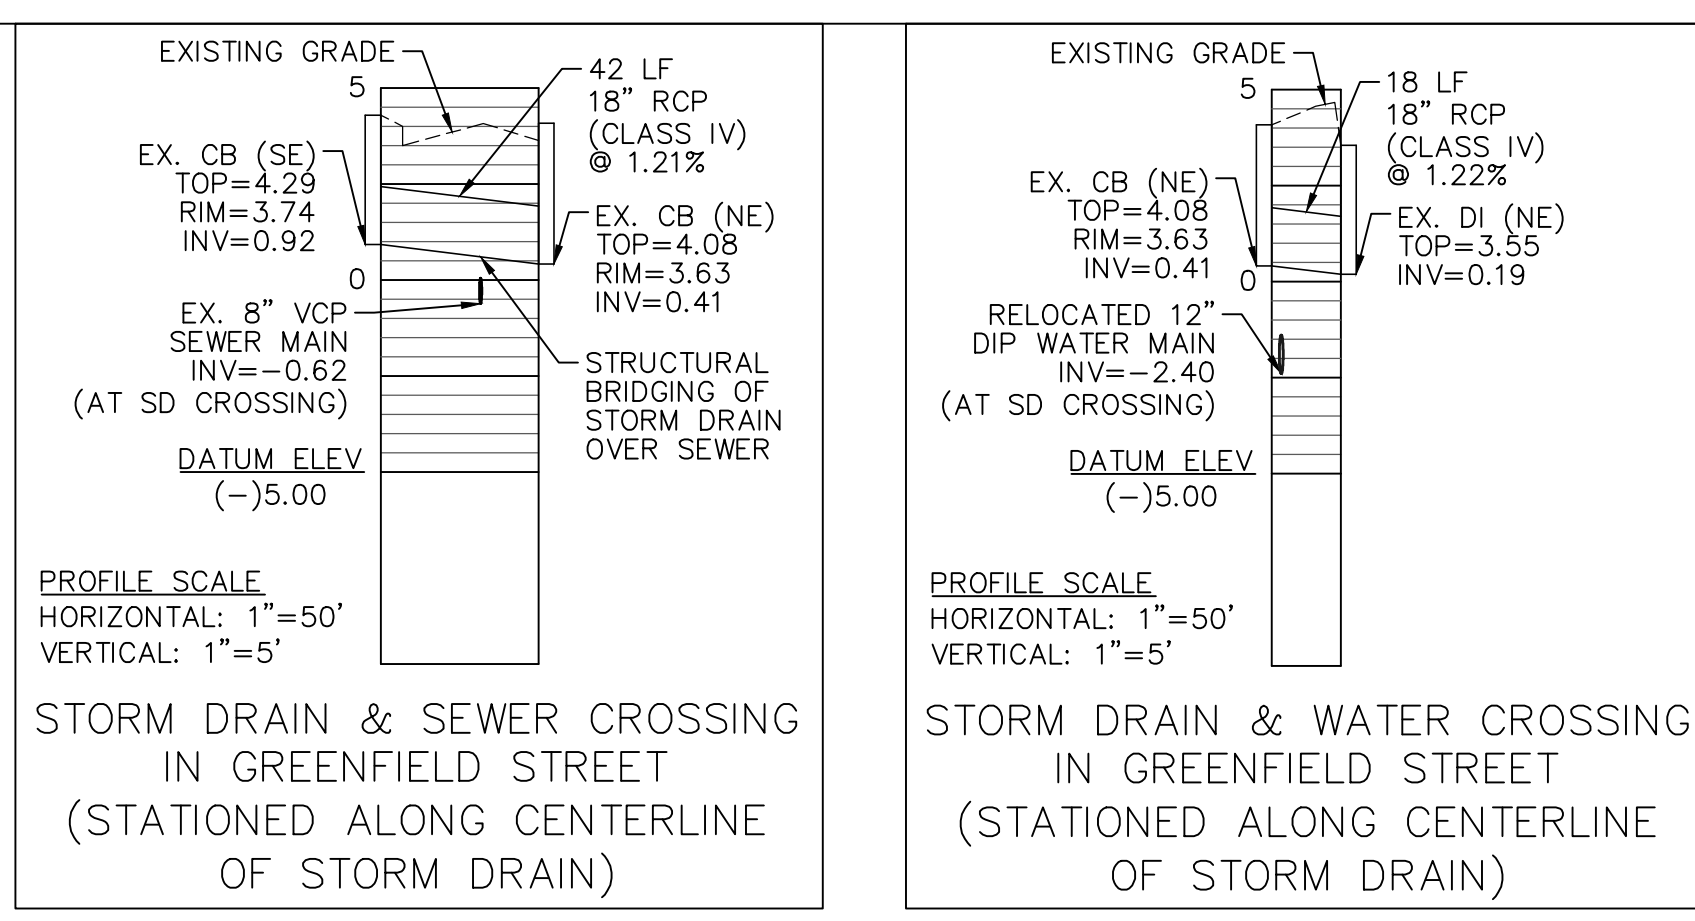 EXISTING GRADE
5
42 LF
18” RCP
(CLASS IV)
@ 1.21%
EX. CB (SE)
TOP=4.29
RIM=3.74
INV=0.92
EX. CB (NE)
TOP=4.08
RIM=3.63
INV=0.41
0
EX. 8” VCP
SEWER MAIN
INV=−0.62
(AT SD CROSSING)
STRUCTURAL
BRIDGING OF
STORM DRAIN
OVER SEWER
DATUM ELEV
(−)5.00
PROFILE SCALE
HORIZONTAL: 1”=50’
VERTICAL: 1”=5’
STORM DRAIN & SEWER CROSSING
IN GREENFIELD STREET
(STATIONED ALONG CENTERLINE
OF STORM DRAIN)
EXISTING GRADE
5
18 LF
18” RCP
(CLASS IV)
@ 1.22%
EX. CB (NE)
TOP=4.08
RIM=3.63
INV=0.41
EX. DI (NE)
TOP=3.55
INV=0.19
0
RELOCATED 12”
DIP WATER MAIN
INV=−2.40
(AT SD CROSSING)
DATUM ELEV
(−)5.00
PROFILE SCALE
HORIZONTAL: 1”=50’
VERTICAL: 1”=5’
STORM DRAIN & WATER CROSSING
IN GREENFIELD STREET
(STATIONED ALONG CENTERLINE
OF STORM DRAIN)